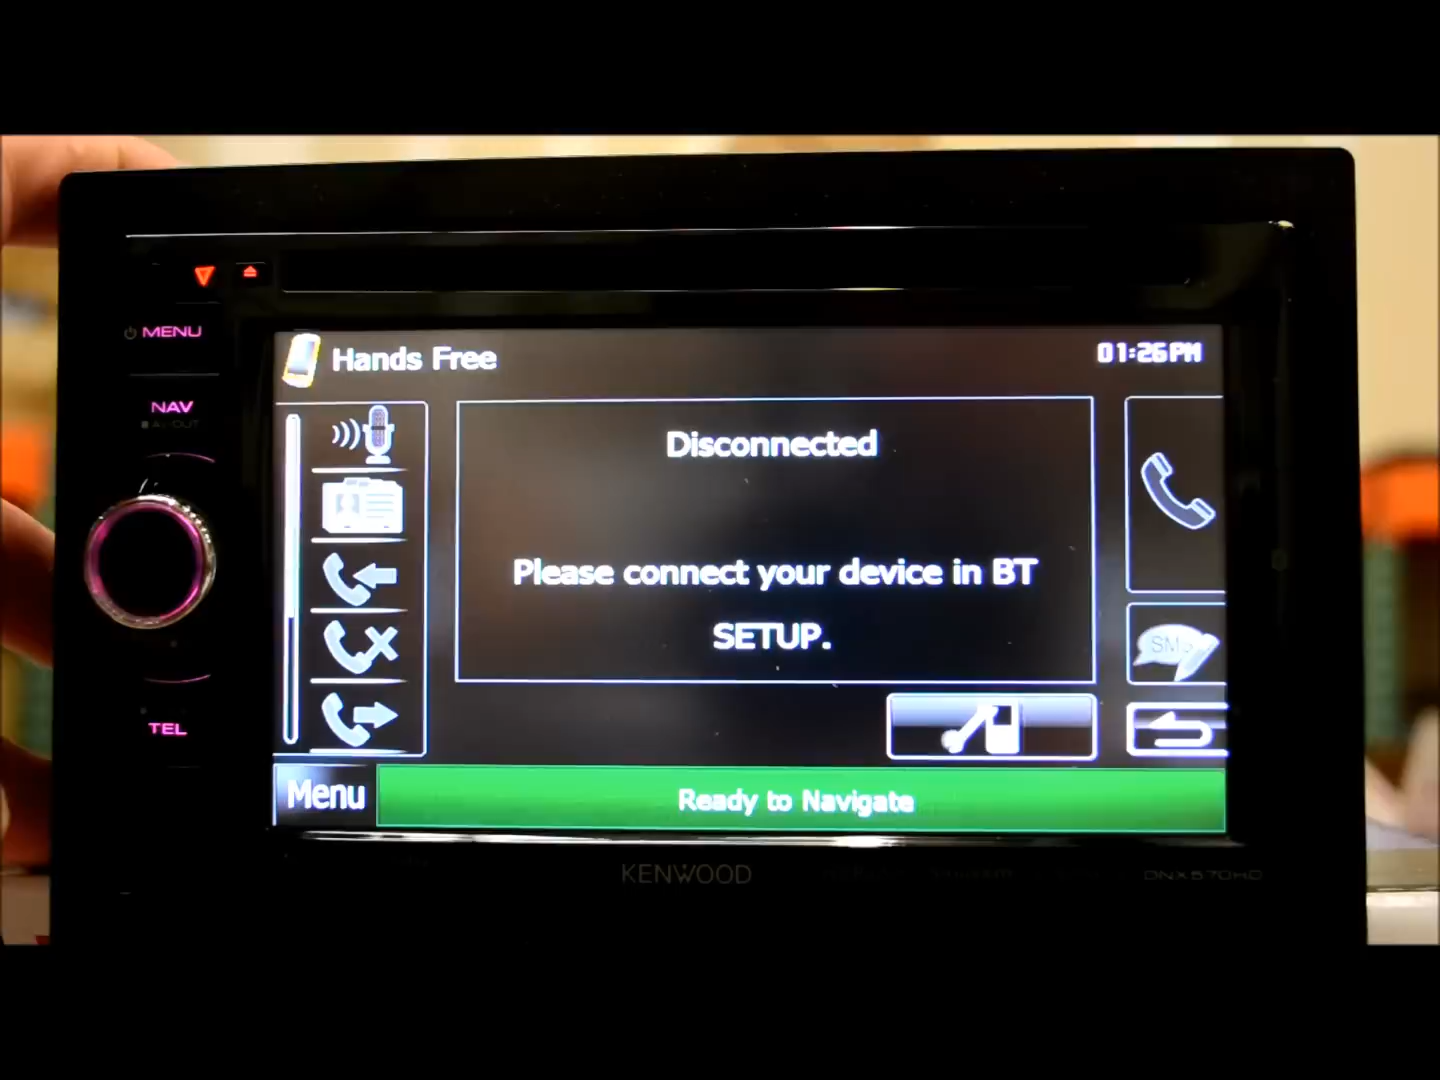 Hands Free
01:26PM
MENU
NAV
TEL
Disconnected
Please connect your device in BT
SETUP.
SMS
Menu
Ready to Navigate
KENWOOD
DNX570HD